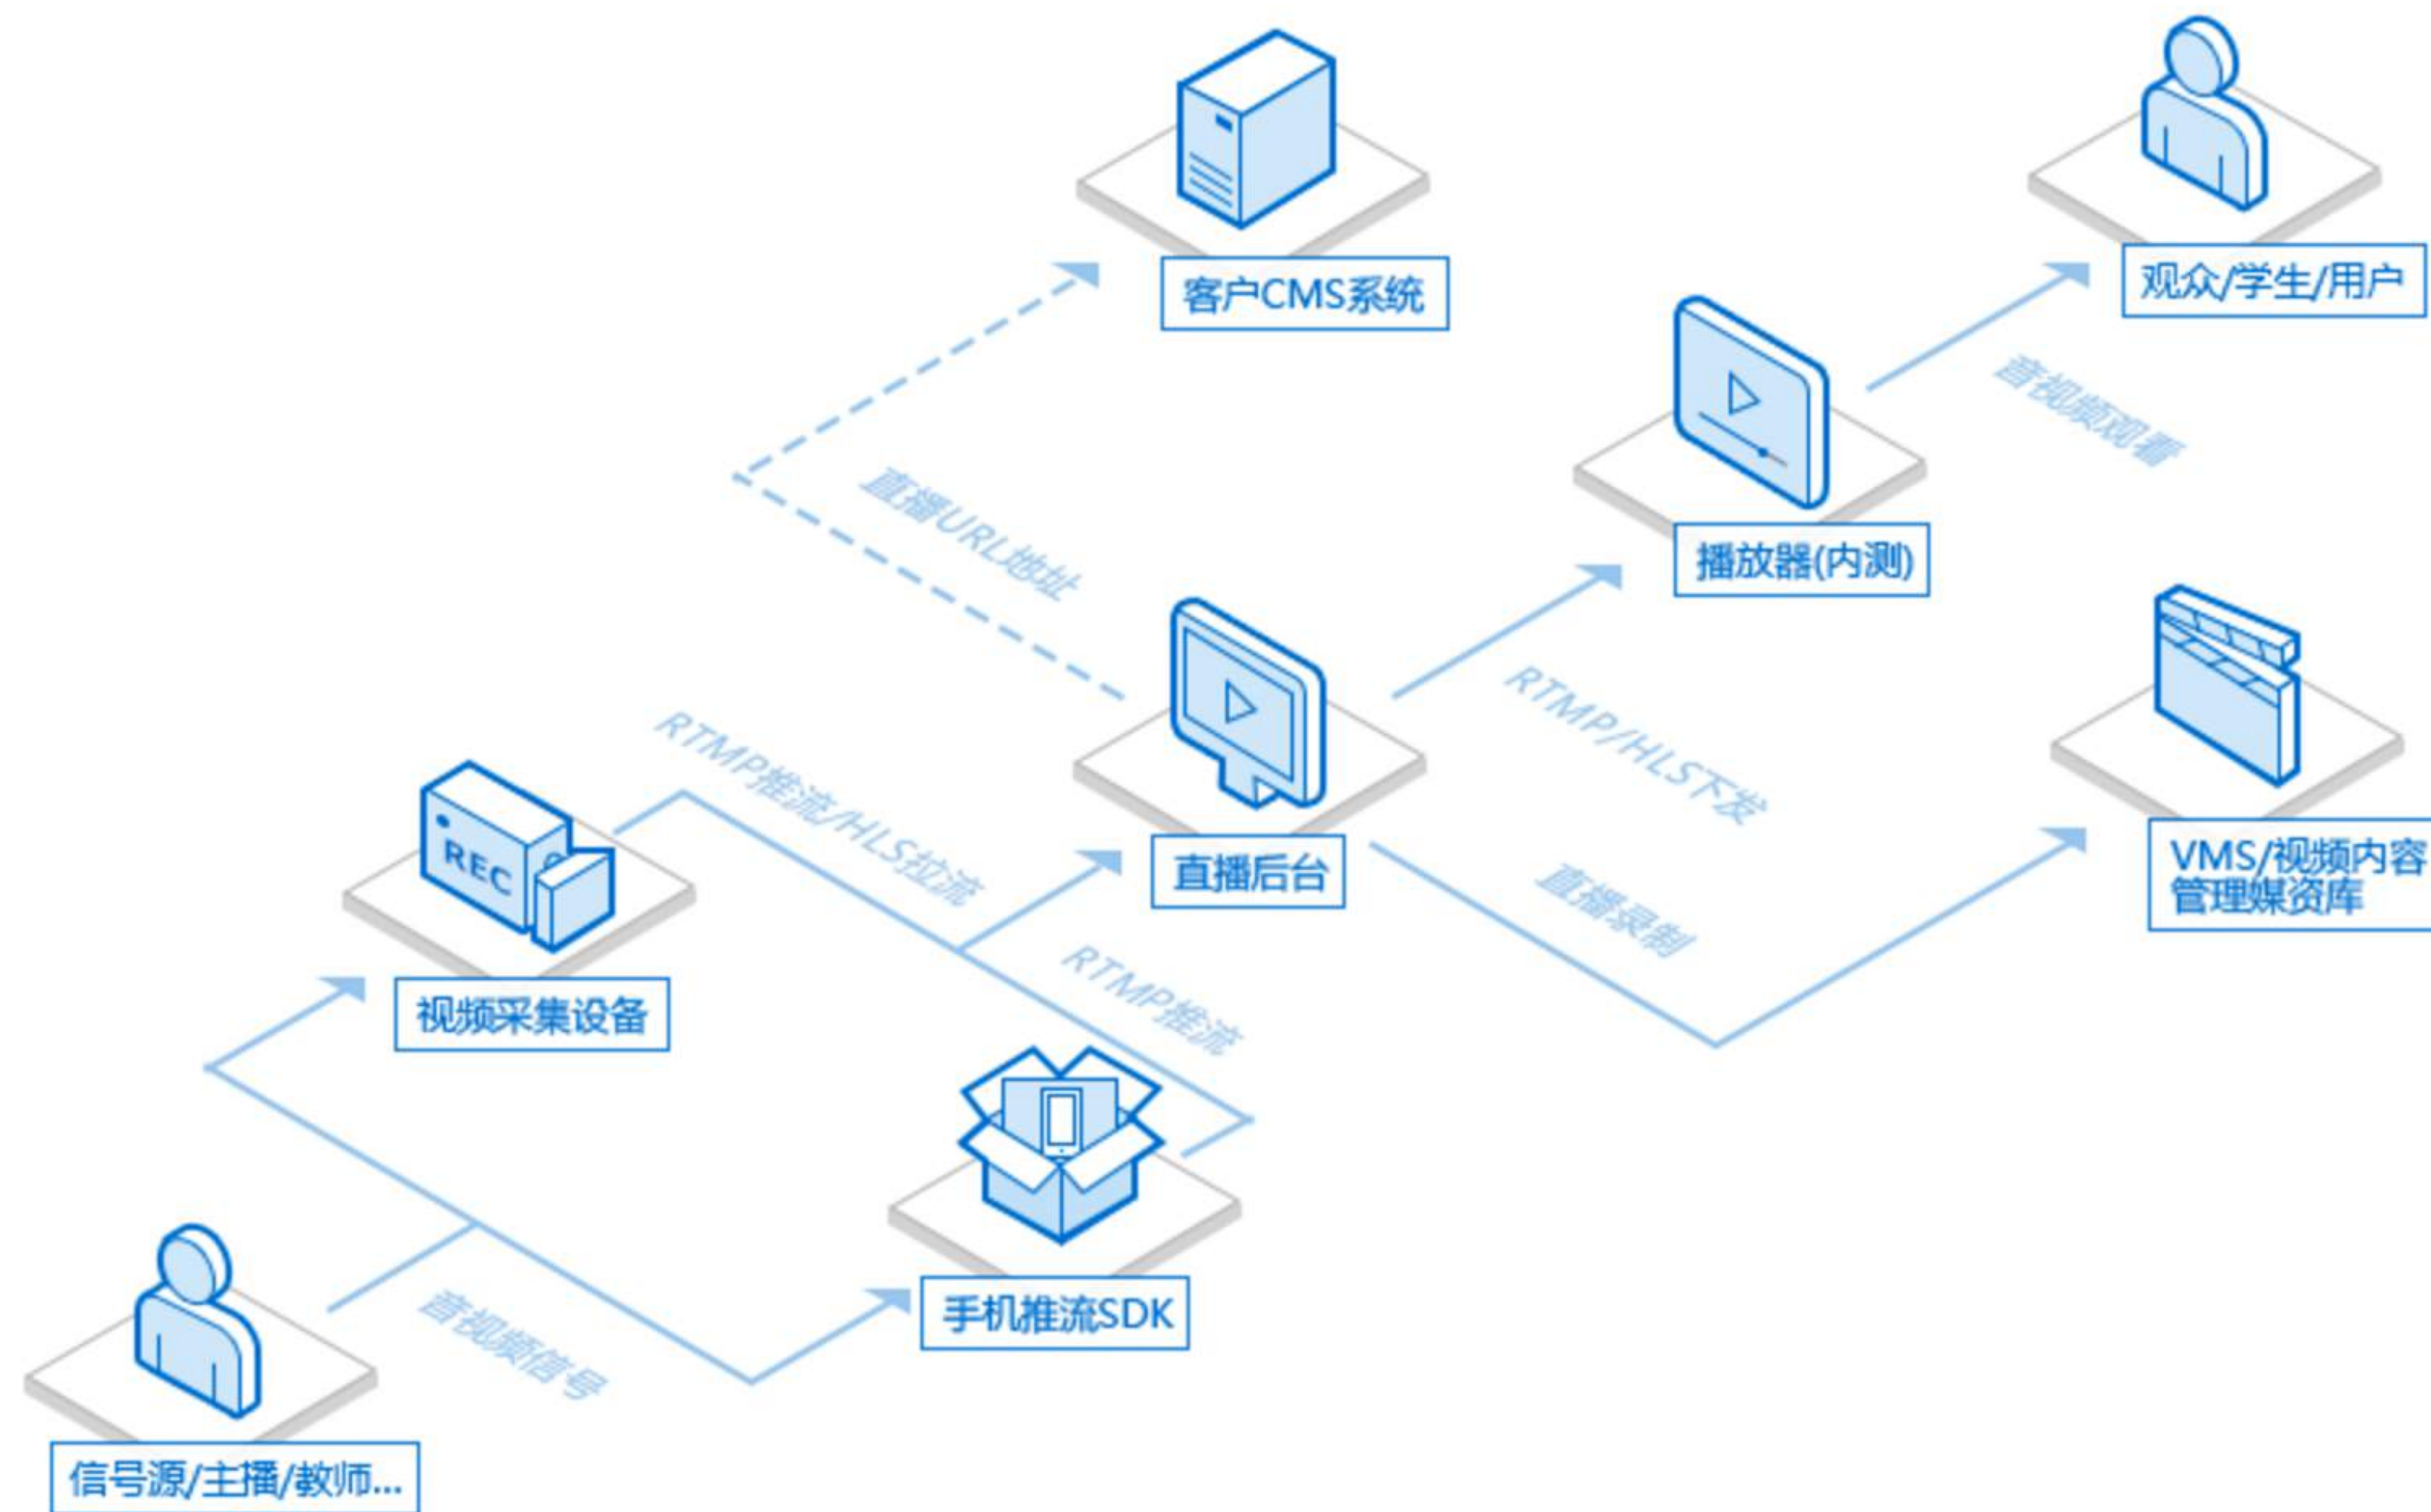 客户CMS系统
观众/学生/用户
音视频观看
直播URL地址
播放器(内测)
RTMP/HLS下发
RTMP推流/HLS拉流
REC
直播后台
直播录制
VMS/视频内容
管理媒资库
视频采集设备
RTMP推流
手机推流SDK
音视频信号
信号源/主播/教师...